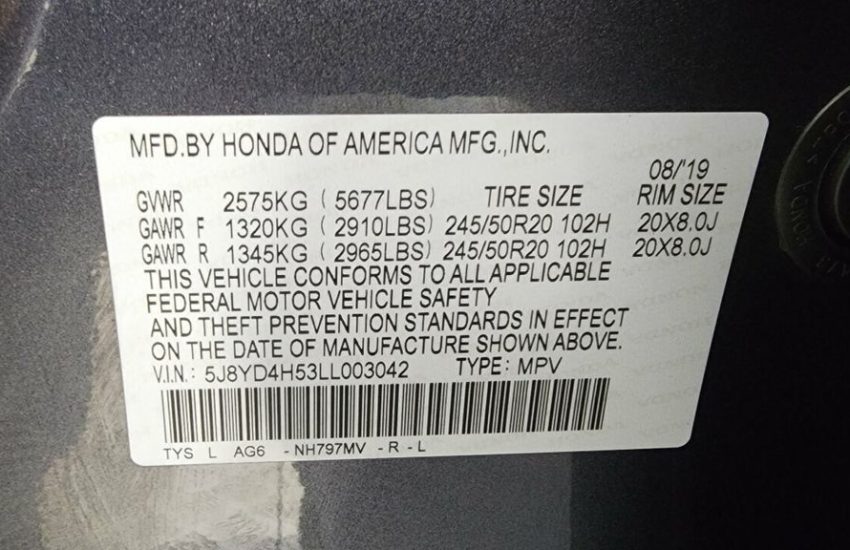 MFD.BY HONDA OF AMERICA MFG.,INC.
08/'19
GVWR 2575KG ( 5677LBS) TIRE SIZE RIM SIZE
GAWR F 1320KG ( 2910LBS) 245/50R20 102H 20X8.0J
GAWR R 1345KG ( 2965LBS) 245/50R20 102H 20X8.0J
THIS VEHICLE CONFORMS TO ALL APPLICABLE
FEDERAL MOTOR VEHICLE SAFETY
AND THEFT PREVENTION STANDARDS IN EFFECT
ON THE DATE OF MANUFACTURE SHOWN ABOVE.
V.I.N.: 5J8YD4H53LL003042 TYPE: MPV
TYS L AG6 -NH797MV -R -L